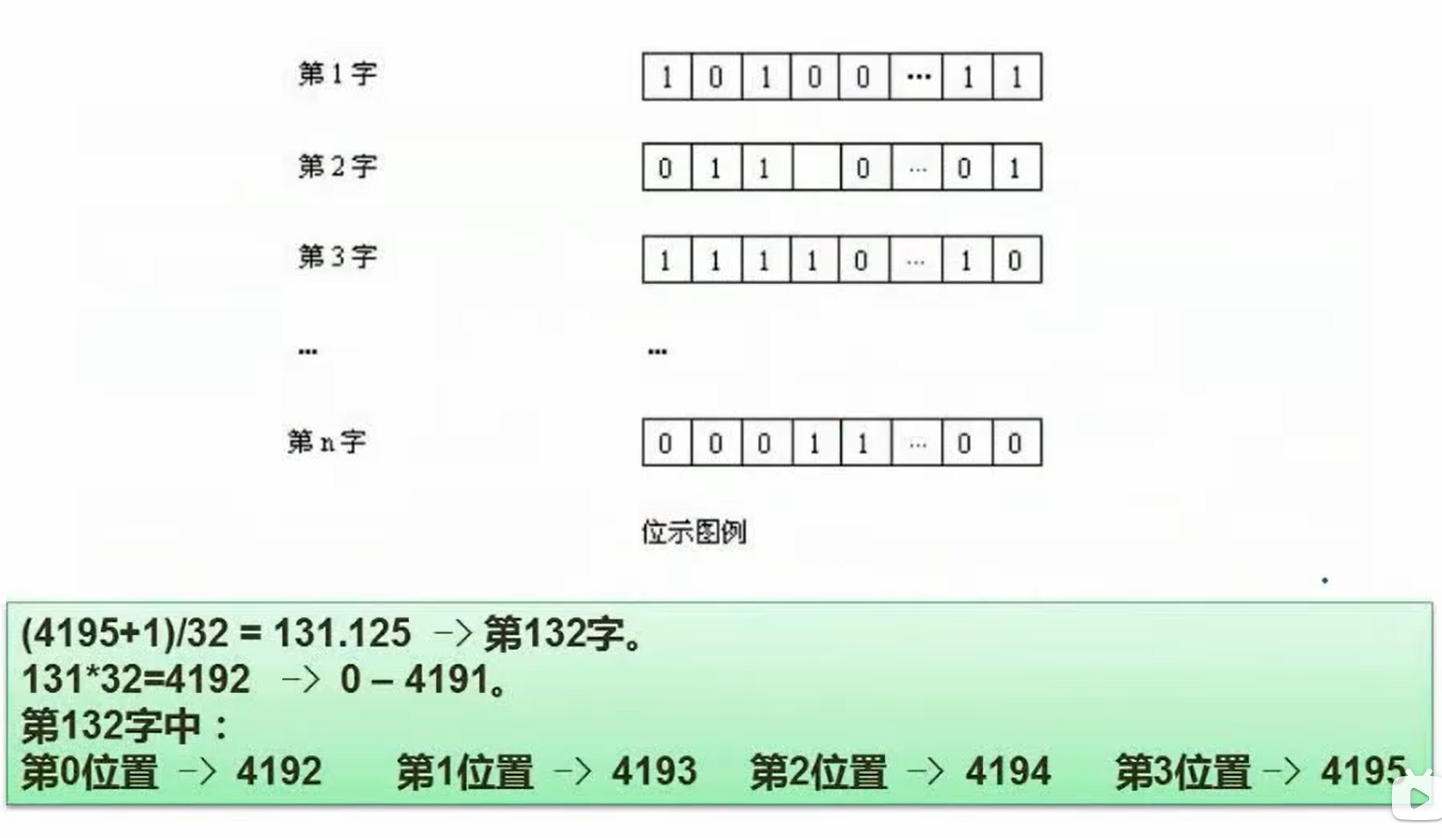 第1字 1 0 1 0 0 … 1 1
第2字 0 1 1 0 … 0 1
第3字 1 1 1 1 0 … 1 0
… …
第n字 0 0 0 1 1 … 0 0
位示图例
(4195+1)/32 = 131.125 –> 第132字。
131*32=4192 –> 0 – 4191。
第132字中：
第0位置 –> 4192 第1位置 –> 4193 第2位置 –> 4194 第3位置 –> 4195